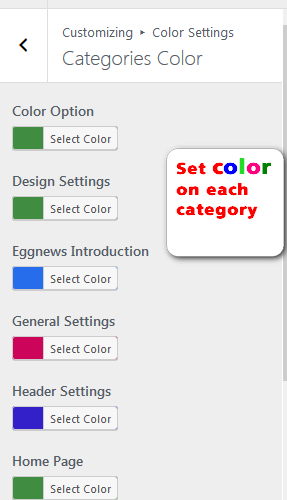 Customizing ▸ Color Settings
Categories Color
Color Option
Select Color
Set color
on each
category
Design Settings
Select Color
Eggnews Introduction
Select Color
General Settings
Select Color
Header Settings
Select Color
Home Page
Select Color